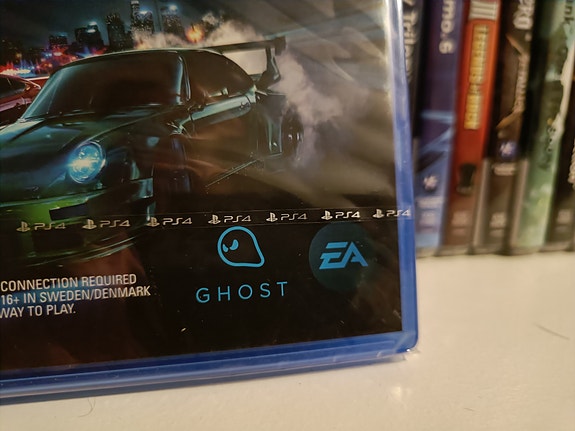 PS4 PS4 PS4 PS4 PS4 PS4 PS4
EA
GHOST
CONNECTION REQUIRED
16+ IN SWEDEN/DENMARK
WAY TO PLAY.